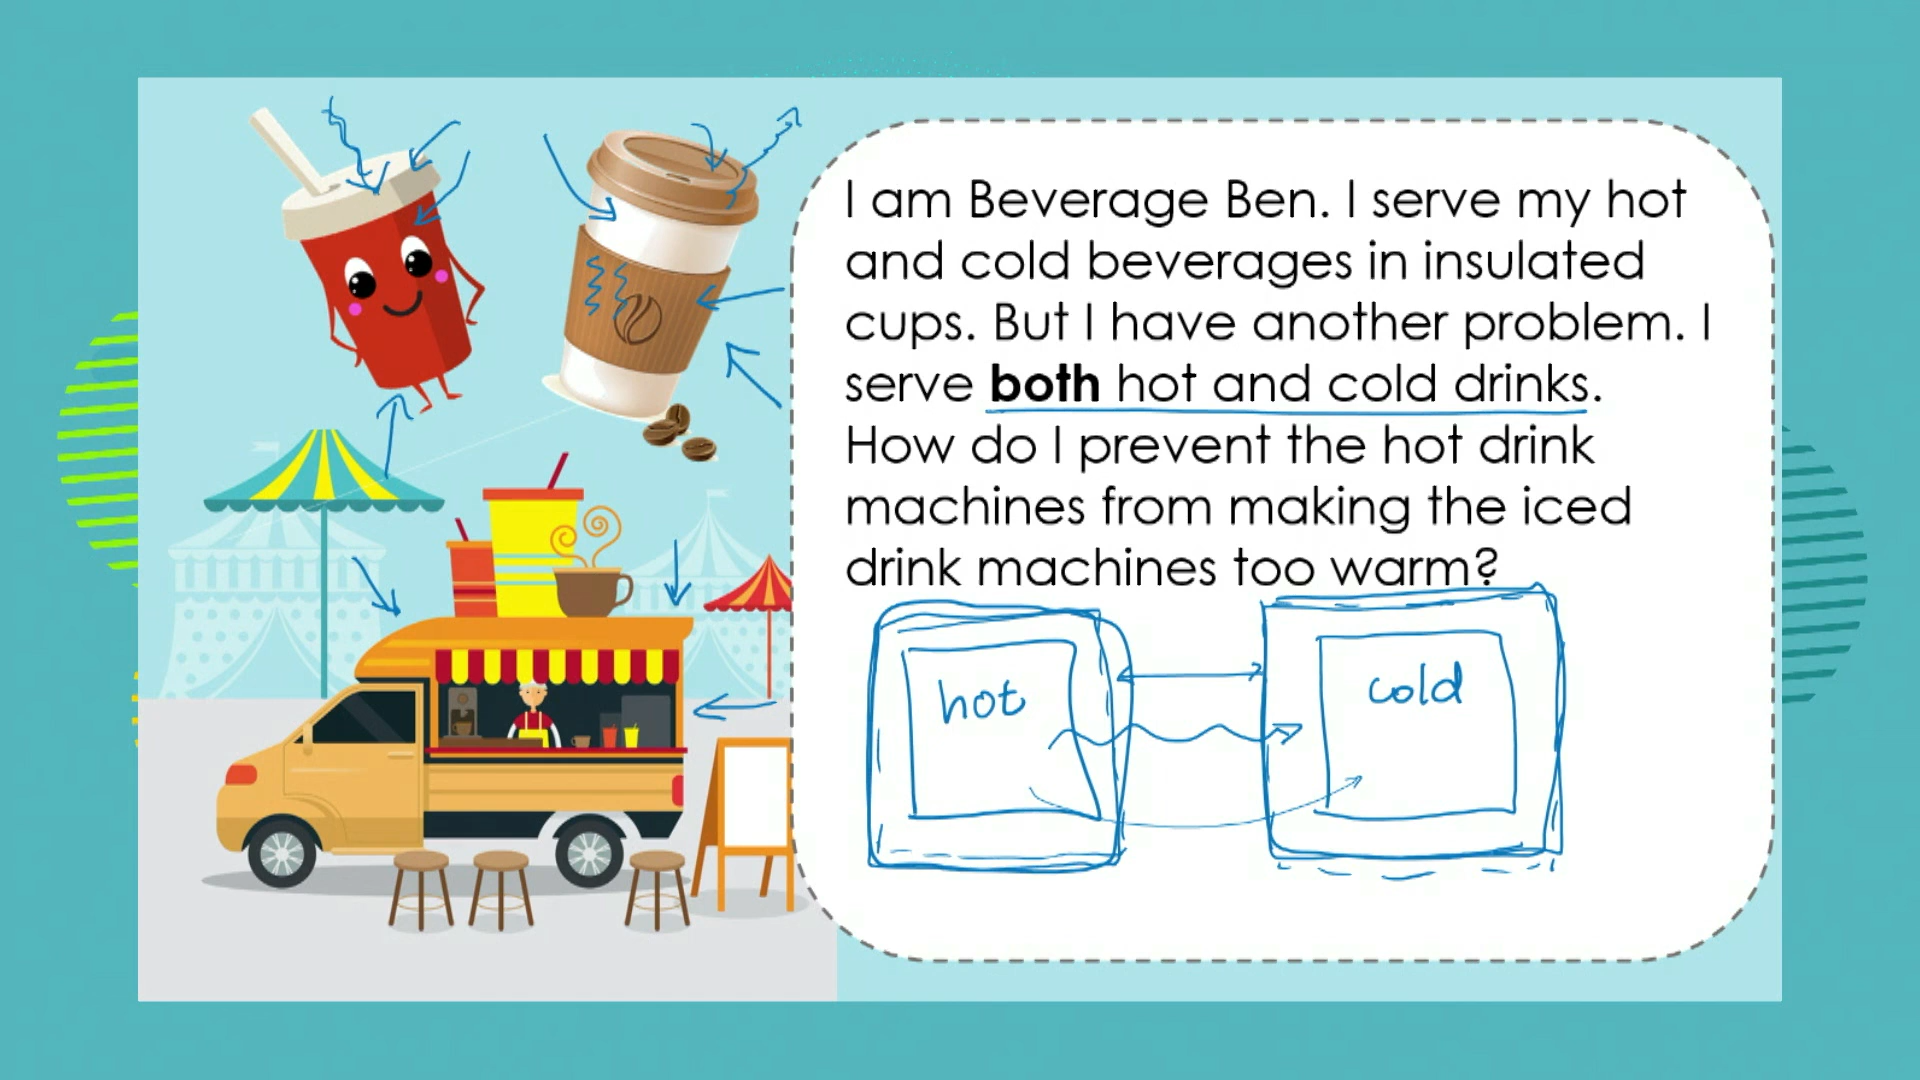 I am Beverage Ben. I serve my hot
and cold beverages in insulated
cups. But I have another problem. I
serve both hot and cold drinks.
How do I prevent the hot drink
machines from making the iced
drink machines too warm?
hot
cold